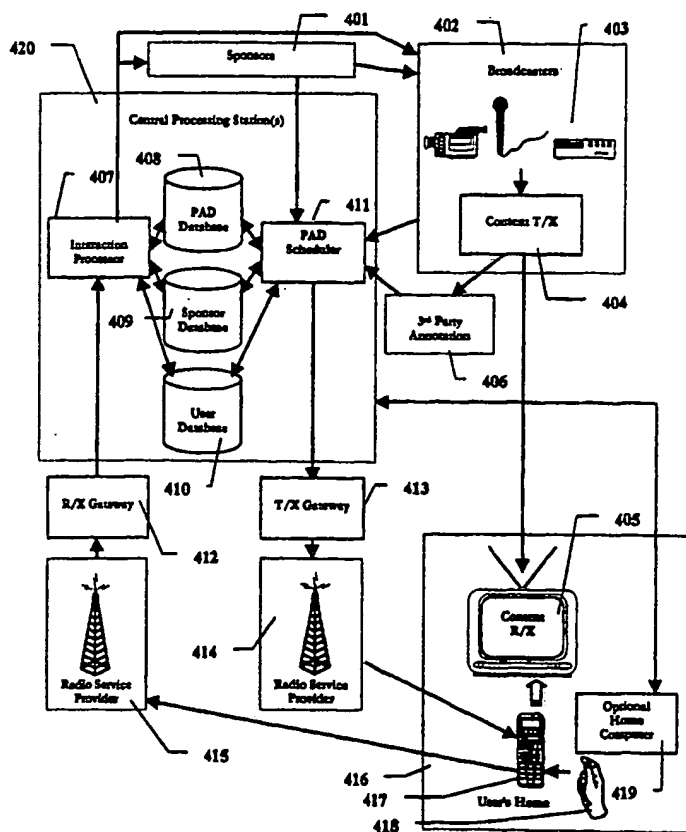 401
402
403
420
Sponsors
Broadcasters
Central Processing Station(s)
408
407
411
PAD
Database
PAD
Scheduler
Interaction
Processor
Content T/X
404
409
Sponsor
Database
3rd Party
Annotation
406
User
Database
410
413
405
R/X Gateway
T/X Gateway
412
Content
R/X
414
Radio Service
Provider
Radio Service
Provider
Optional
Home
Computer
415
416
417
419
User's Home
418